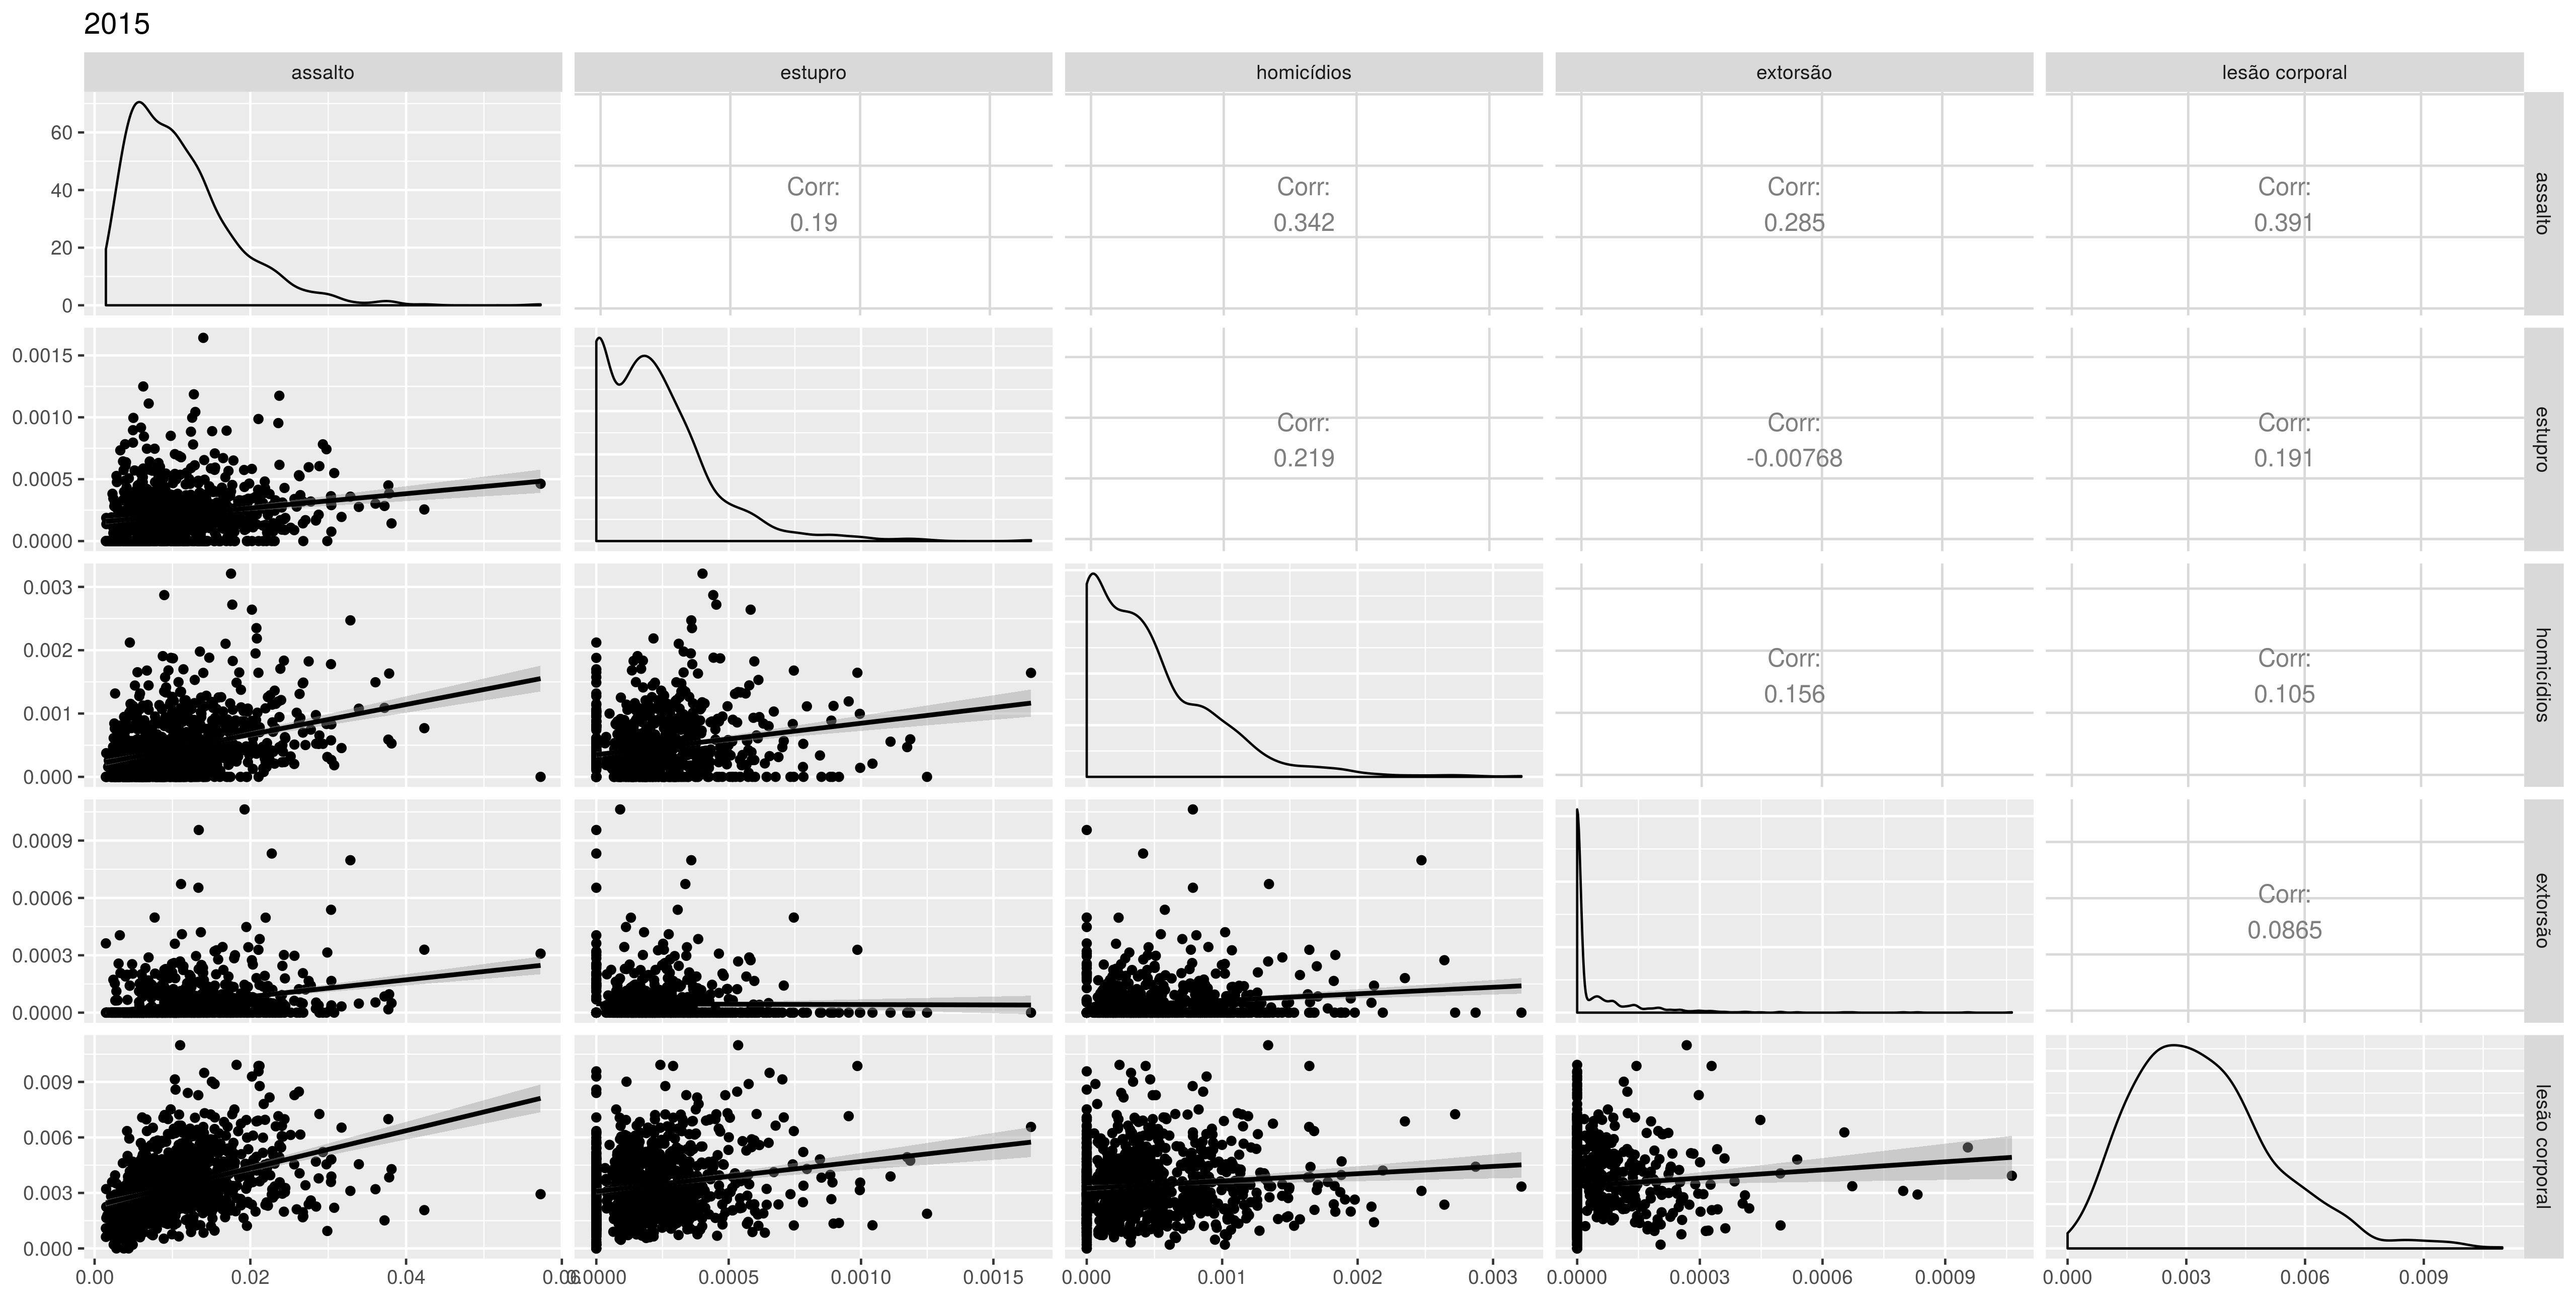 2015
assalto
estupro
homicídios
extorsão
lesão corporal
60
40
20
0
Corr:
0.19
Corr:
0.342
Corr:
0.285
Corr:
0.391
assalto
0.0015
0.0010
0.0005
0.0000
Corr:
0.219
Corr:
-0.00768
Corr:
0.191
estupro
0.003
0.002
0.001
0.000
Corr:
0.156
Corr:
0.105
homicídios
0.0009
0.0006
0.0003
0.0000
Corr:
0.0865
extorsão
0.009
0.006
0.003
0.000
lesão corporal
0.00 0.02 0.04 0.06
0.0000 0.0005 0.0010 0.0015
0.000 0.001 0.002 0.003
0.0000 0.0003 0.0006 0.0009
0.000 0.003 0.006 0.009